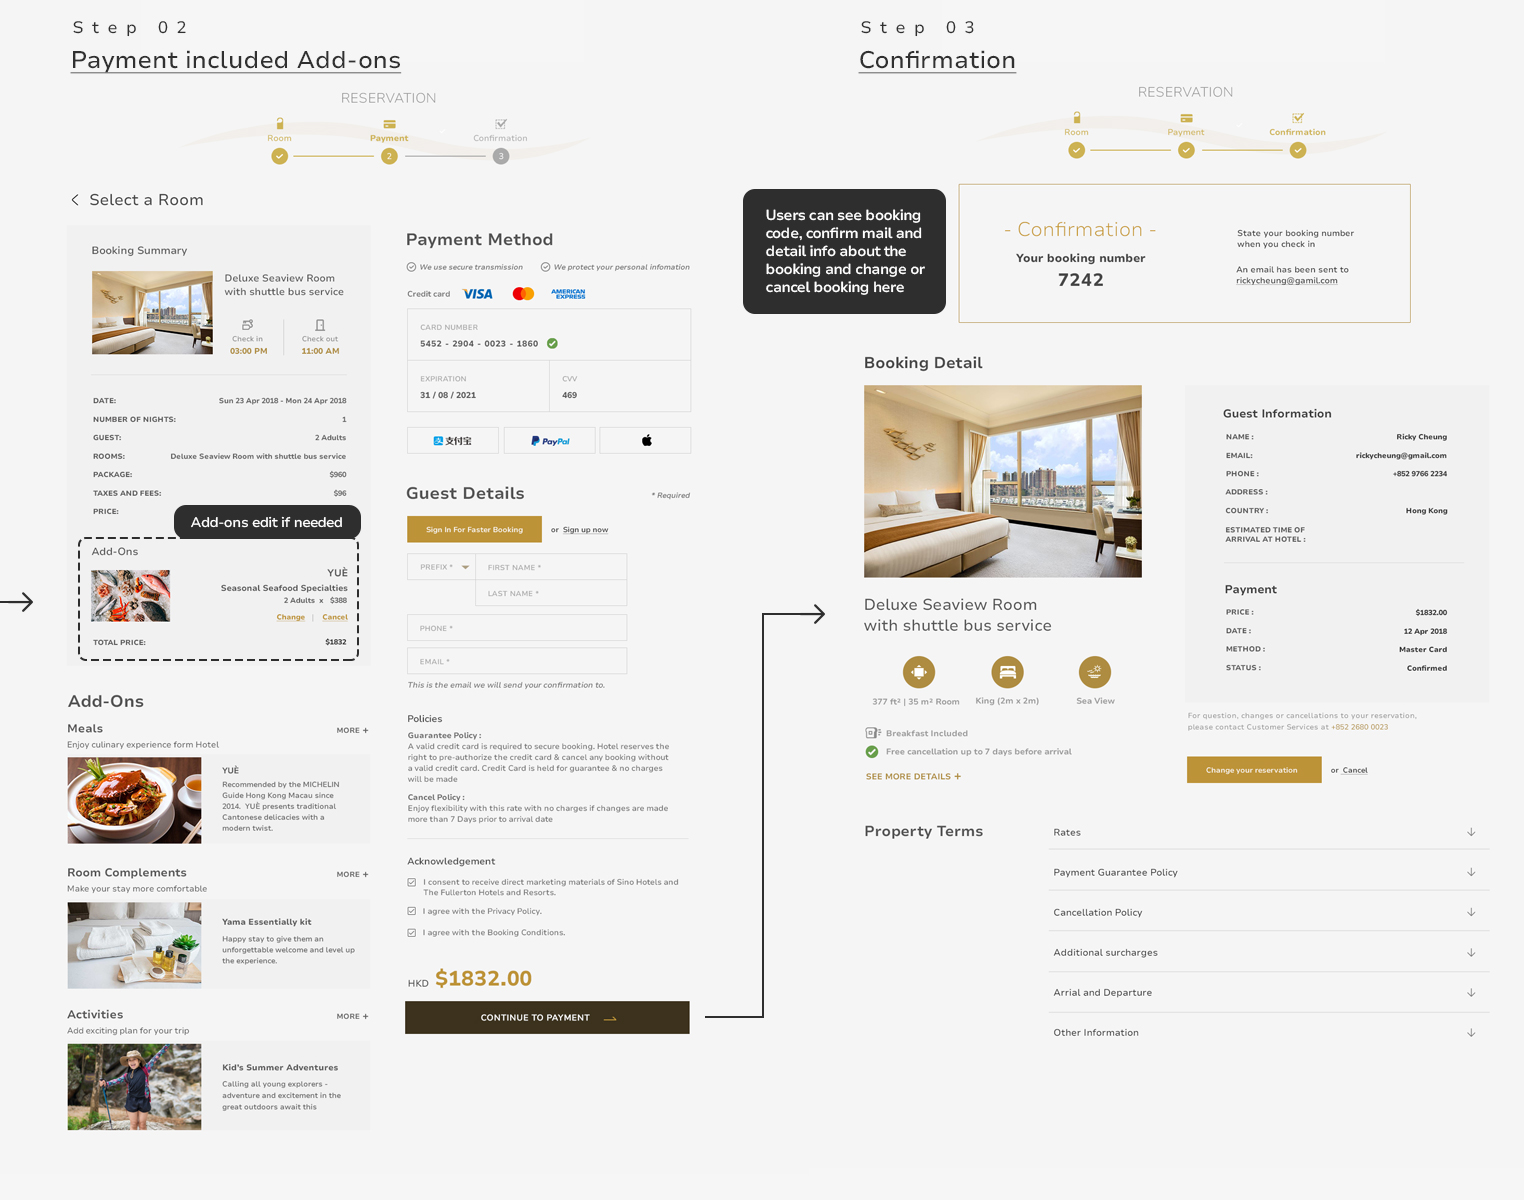 Step 02
Payment included Add-ons
RESERVATION
Room
Payment
Confirmation
2
3
Select a Room
Booking Summary
Deluxe Seaview Room
with shuttle bus service
Check in
03:00 PM
Check out
11:00 AM
DATE: Sun 23 Apr 2018 - Mon 24 Apr 2018
NUMBER OF NIGHTS: 1
GUEST: 2 Adults
ROOMS: Deluxe Seaview Room with shuttle bus service
PACKAGE: $960
TAXES AND FEES: $96
PRICE:
Add-ons edit if needed
Add-Ons
YUÈ
Seasonal Seafood Specialties
2 Adults x $388
Change | Cancel
TOTAL PRICE: $1832
Add-Ons
Meals
MORE +
Enjoy culinary experience form Hotel
YUÈ
Recommended by the MICHELIN
Guide Hong Kong Macau since
2014. YUÈ presents traditional
Cantonese delicacies with a
modern twist.
Room Complements
MORE +
Make your stay more comfortable
Yama Essentially kit
Happy stay to give them an
unforgettable welcome and level up
the experience.
Activities
MORE +
Add exciting plan for your trip
Kid's Summer Adventures
Calling all young explorers -
adventure and excitement in the
great outdoors await this
Payment Method
We use secure transmission
We protect your personal infomation
Credit card
VISA
AMERICAN
EXPRESS
CARD NUMBER
5452 - 2904 - 0023 - 1860
EXPIRATION
31 / 08 / 2021
CVV
469
支 支付宝
PayPal
Guest Details
* Required
Sign In For Faster Booking
or Sign up now
PREFIX *
FIRST NAME *
LAST NAME *
PHONE *
EMAIL *
This is the email we will send your confirmation to.
Policies
Guarantee Policy :
A valid credit card is required to secure booking. Hotel reserves the
right to pre-authorize the credit card & cancel any booking without
a valid credit card. Credit Card is held for guarantee & no charges
will be made
Cancel Policy :
Enjoy flexibility with this rate with no charges if changes are made
more than 7 Days prior to arrival date
Acknowledgement
I consent to receive direct marketing materials of Sino Hotels and
The Fullerton Hotels and Resorts.
I agree with the Privacy Policy.
I agree with the Booking Conditions.
HKD $1832.00
CONTINUE TO PAYMENT
Step 03
Confirmation
RESERVATION
Room
Payment
Confirmation
Users can see booking
code, confirm mail and
detail info about the
booking and change or
cancel booking here
- Confirmation -
Your booking number
7242
State your booking number
when you check in
An email has been sent to
rickycheung@gamil.com
Booking Detail
Deluxe Seaview Room
with shuttle bus service
377 ft² | 35 m² Room
King (2m x 2m)
Sea View
Breakfast Included
Free cancellation up to 7 days before arrival
SEE MORE DETAILS +
Guest Information
NAME : Ricky Cheung
EMAIL: rickycheung@gmail.com
PHONE : +852 9766 2234
ADDRESS :
COUNTRY : Hong Kong
ESTIMATED TIME OF
ARRIVAL AT HOTEL :
Payment
PRICE : $1832.00
DATE : 12 Apr 2018
METHOD : Master Card
STATUS : Confirmed
For question, changes or cancellations to your reservation,
please contact Customer Services at +852 2680 0023
Change your reservation
or Cancel
Property Terms
Rates
Payment Guarantee Policy
Cancellation Policy
Additional surcharges
Arrial and Departure
Other Information